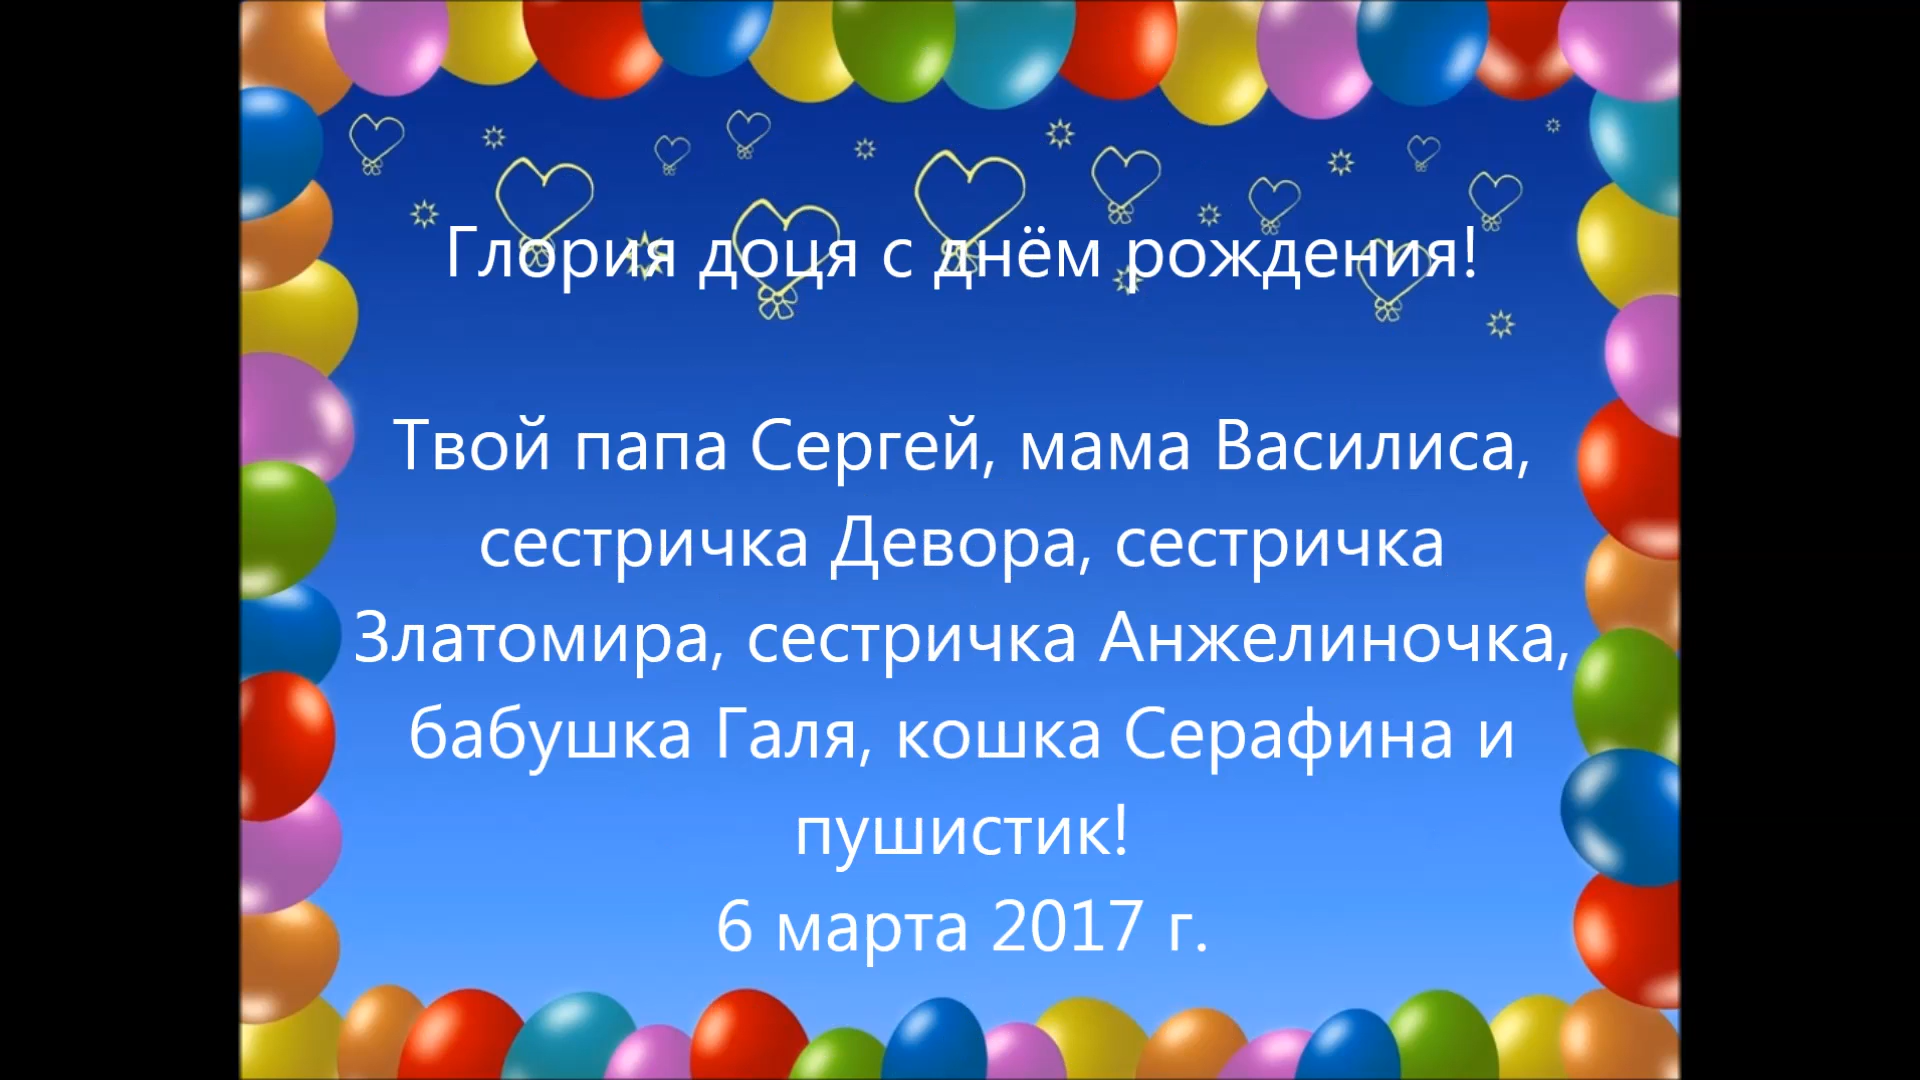 Глория доця с днём рождения!
Твой папа Сергей, мама Василиса,
сестричка Девора, сестричка
Златомира, сестричка Анжелиночка,
бабушка Галя, кошка Серафина и
пушистик!
6 марта 2017 г.